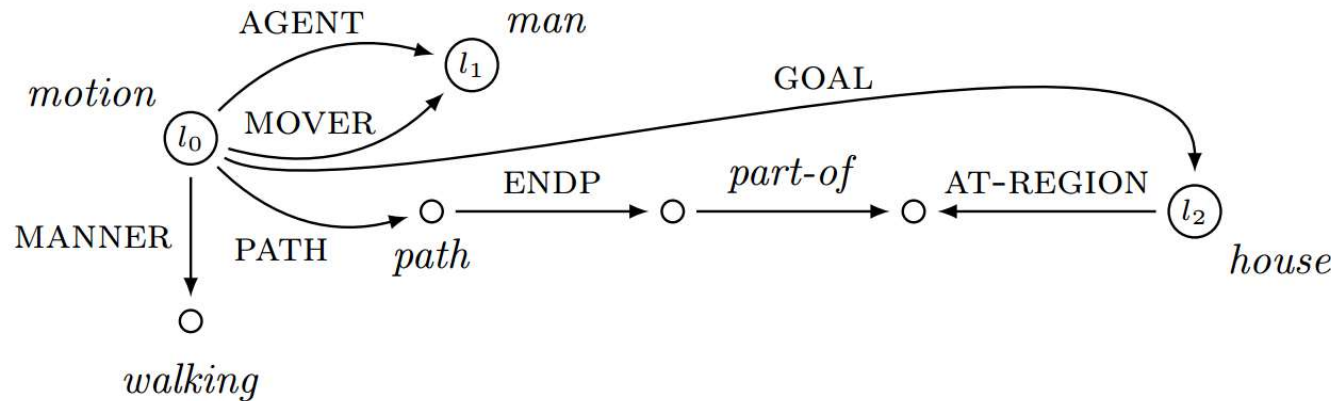 AGENT
man
l₁
GOAL
motion
l₀
MOVER
ENDP
part-of
AT-REGION
l₂
MANNER
PATH
path
house
walking